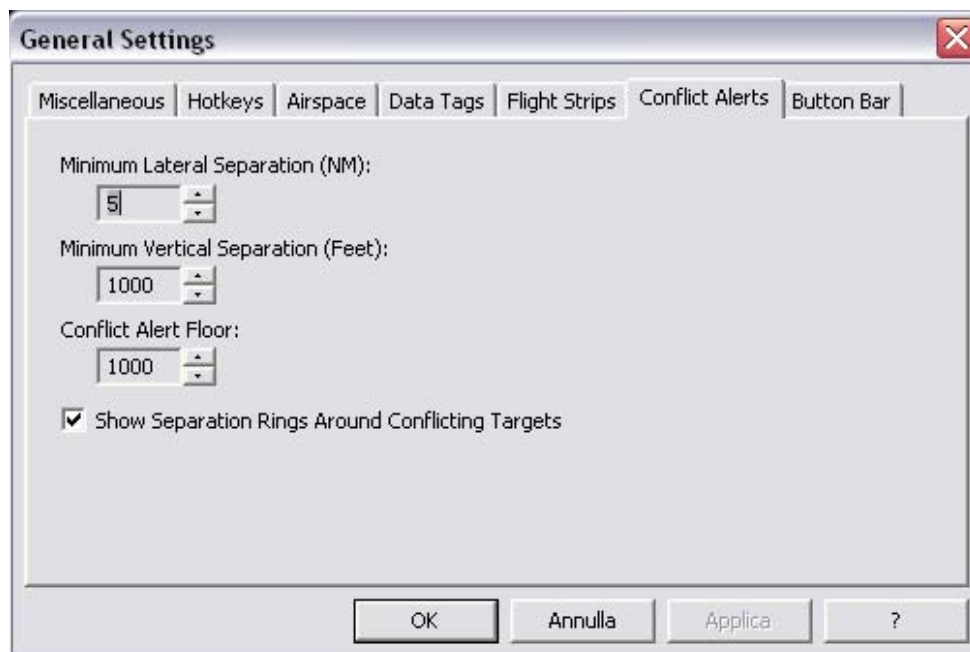 General Settings
Miscellaneous Hotkeys Airspace Data Tags Flight Strips Conflict Alerts Button Bar
Minimum Lateral Separation (NM):
5
Minimum Vertical Separation (Feet):
1000
Conflict Alert Floor:
1000
Show Separation Rings Around Conflicting Targets
OK Annulla Applica ?